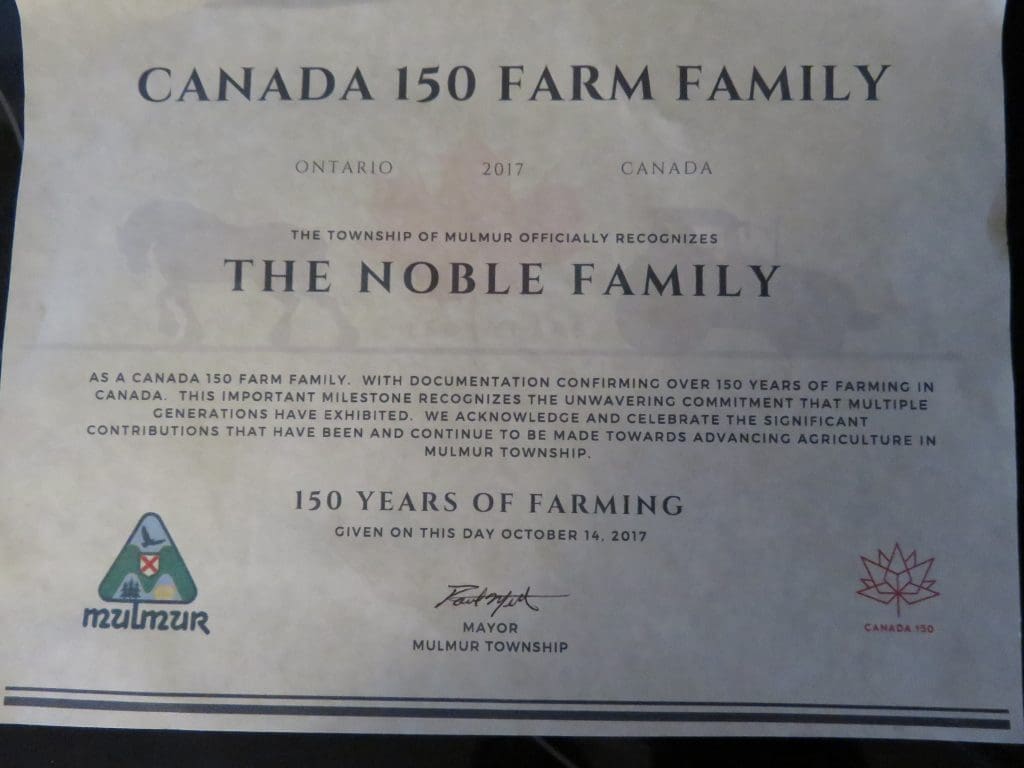 CANADA 150 FARM FAMILY
ONTARIO 2017 CANADA
THE TOWNSHIP OF MULMUR OFFICIALLY RECOGNIZES
THE NOBLE FAMILY
AS A CANADA 150 FARM FAMILY. WITH DOCUMENTATION CONFIRMING OVER 150 YEARS OF FARMING IN
CANADA. THIS IMPORTANT MILESTONE RECOGNIZES THE UNWAVERING COMMITMENT THAT MULTIPLE
GENERATIONS HAVE EXHIBITED. WE ACKNOWLEDGE AND CELEBRATE THE SIGNIFICANT
CONTRIBUTIONS THAT HAVE BEEN AND CONTINUE TO BE MADE TOWARDS ADVANCING AGRICULTURE IN
MULMUR TOWNSHIP.
150 YEARS OF FARMING
GIVEN ON THIS DAY OCTOBER 14, 2017
MAYOR
MULMUR TOWNSHIP
mulmur
CANADA 150